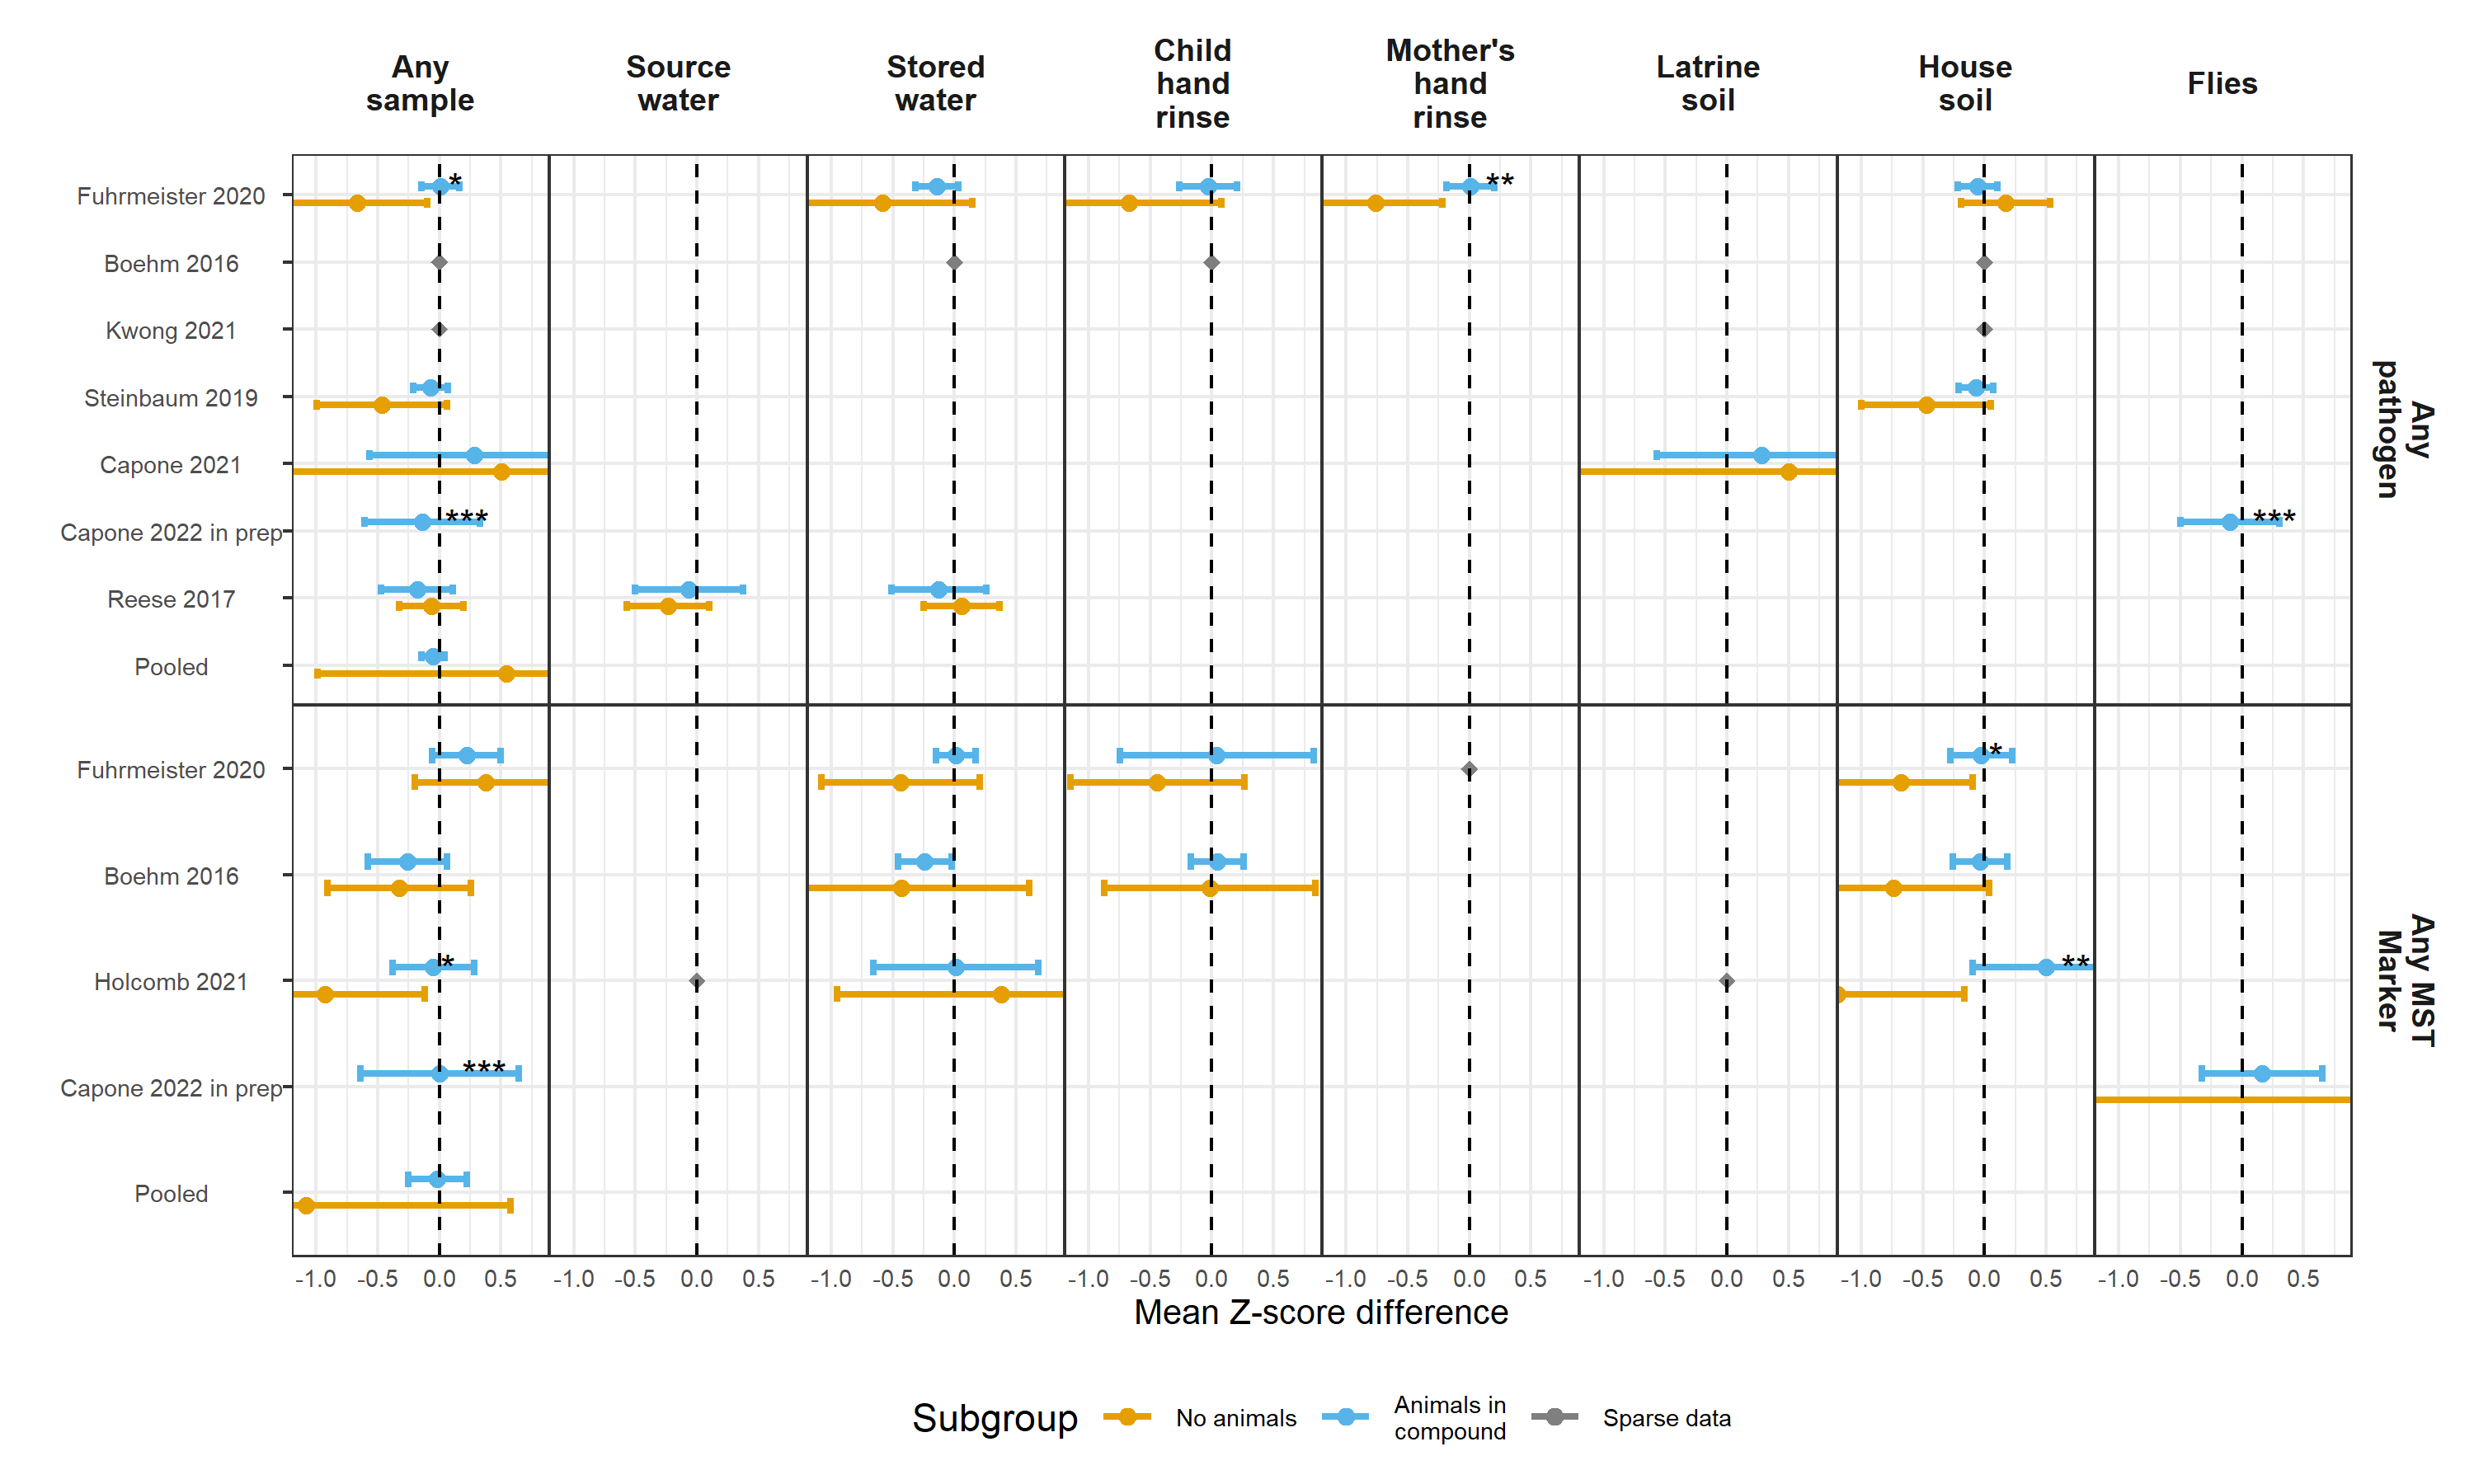 Any
sample
Source
water
Stored
water
Child
hand
rinse
Mother's
hand
rinse
Latrine
soil
House
soil
Flies
Fuhrmeister 2020
*
**
Boehm 2016
Kwong 2021
Steinbaum 2019
Capone 2021
Capone 2022 in prep
***
***
Reese 2017
Pooled
Any
pathogen
Fuhrmeister 2020
*
Boehm 2016
Holcomb 2021
*
**
Capone 2022 in prep
***
Pooled
Any MST
Marker
-1.0 -0.5 0.0 0.5 -1.0 -0.5 0.0 0.5 -1.0 -0.5 0.0 0.5 -1.0 -0.5 0.0 0.5 -1.0 -0.5 0.0 0.5 -1.0 -0.5 0.0 0.5 -1.0 -0.5 0.0 0.5 -1.0 -0.5 0.0 0.5
Mean Z-score difference
Subgroup
No animals
Animals in
compound
Sparse data